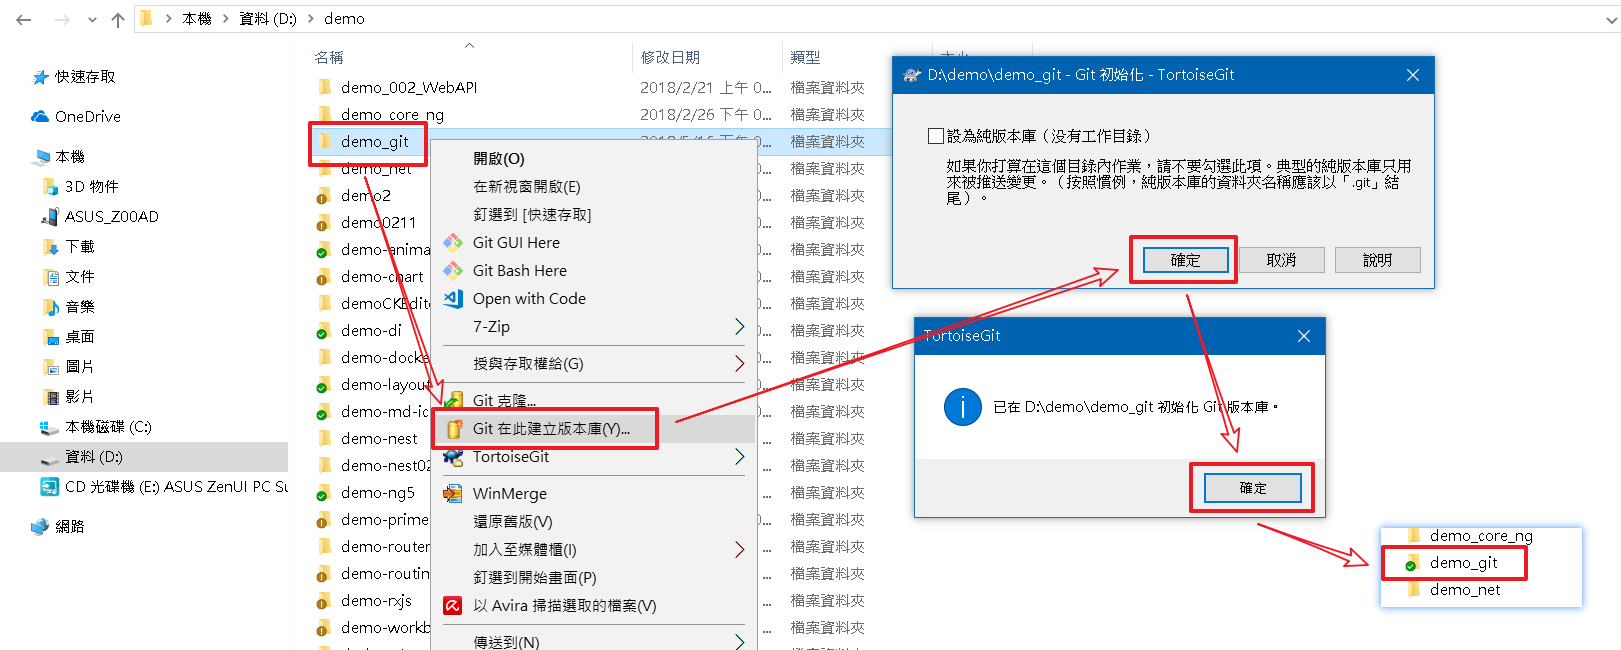 本機 > 資料 (D:) > demo
名稱
修改日期
類型
快速存取
OneDrive
本機
3D 物件
ASUS_Z00AD
下載
文件
音樂
桌面
圖片
影片
本機磁碟 (C:)
資料 (D:)
CD 光碟機 (E:) ASUS ZenUI PC Su
網路
demo_002_WebAPI 2018/2/21 上午 0... 檔案資料夾
demo_core_ng 2018/2/26 下午 0... 檔案資料夾
demo_git 檔案資料夾
demo_net 檔案資料夾
demo2 檔案資料夾
demo0211 檔案資料夾
demo-anima 檔案資料夾
demo-chart 檔案資料夾
demoCKEdit 檔案資料夾
demo-di 檔案資料夾
demo-docke 檔案資料夾
demo-layout 檔案資料夾
demo-md-ic 檔案資料夾
demo-nest 檔案資料夾
demo-nest02 檔案資料夾
demo-ng5 檔案資料夾
demo-prime 檔案資料夾
demo-router 檔案資料夾
demo-routin 檔案資料夾
demo-rxjs 檔案資料夾
demo-workb 檔案資料夾
開啟(O)
在新視窗開啟(E)
釘選到 [快速存取]
Git GUI Here
Git Bash Here
Open with Code
7-Zip
授與存取權給(G)
Git 克隆...
Git 在此建立版本庫(Y)...
TortoiseGit
WinMerge
還原舊版(V)
加入至媒體櫃(I)
釘選到開始畫面(P)
以 Avira 掃描選取的檔案(V)
傳送到(N)
D:\demo\demo_git - Git 初始化 - TortoiseGit
設為純版本庫（没有工作目錄）
如果你打算在這個目錄內作業，請不要勾選此項。典型的純版本庫只用
來被推送變更。（按照慣例，純版本庫的資料夾名稱應該以「.git」結
尾）。
確定
取消
說明
TortoiseGit
已在 D:\demo\demo_git 初始化 Git 版本庫。
確定
demo_core_ng
demo_git
demo_net